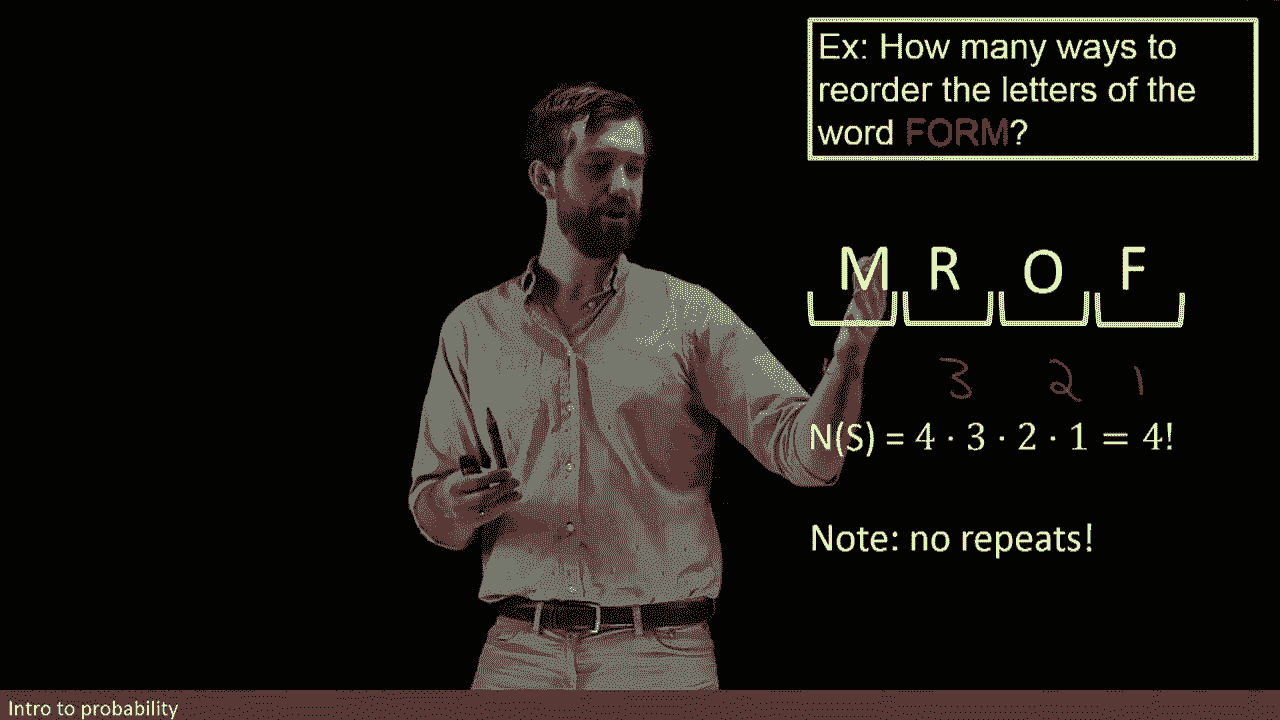 Ex: How many ways to
reorder the letters of the
word FORM?
M R O F
3 2 1
N(S) = 4 · 3 · 2 · 1 = 4!
Note: no repeats!
Intro to probability